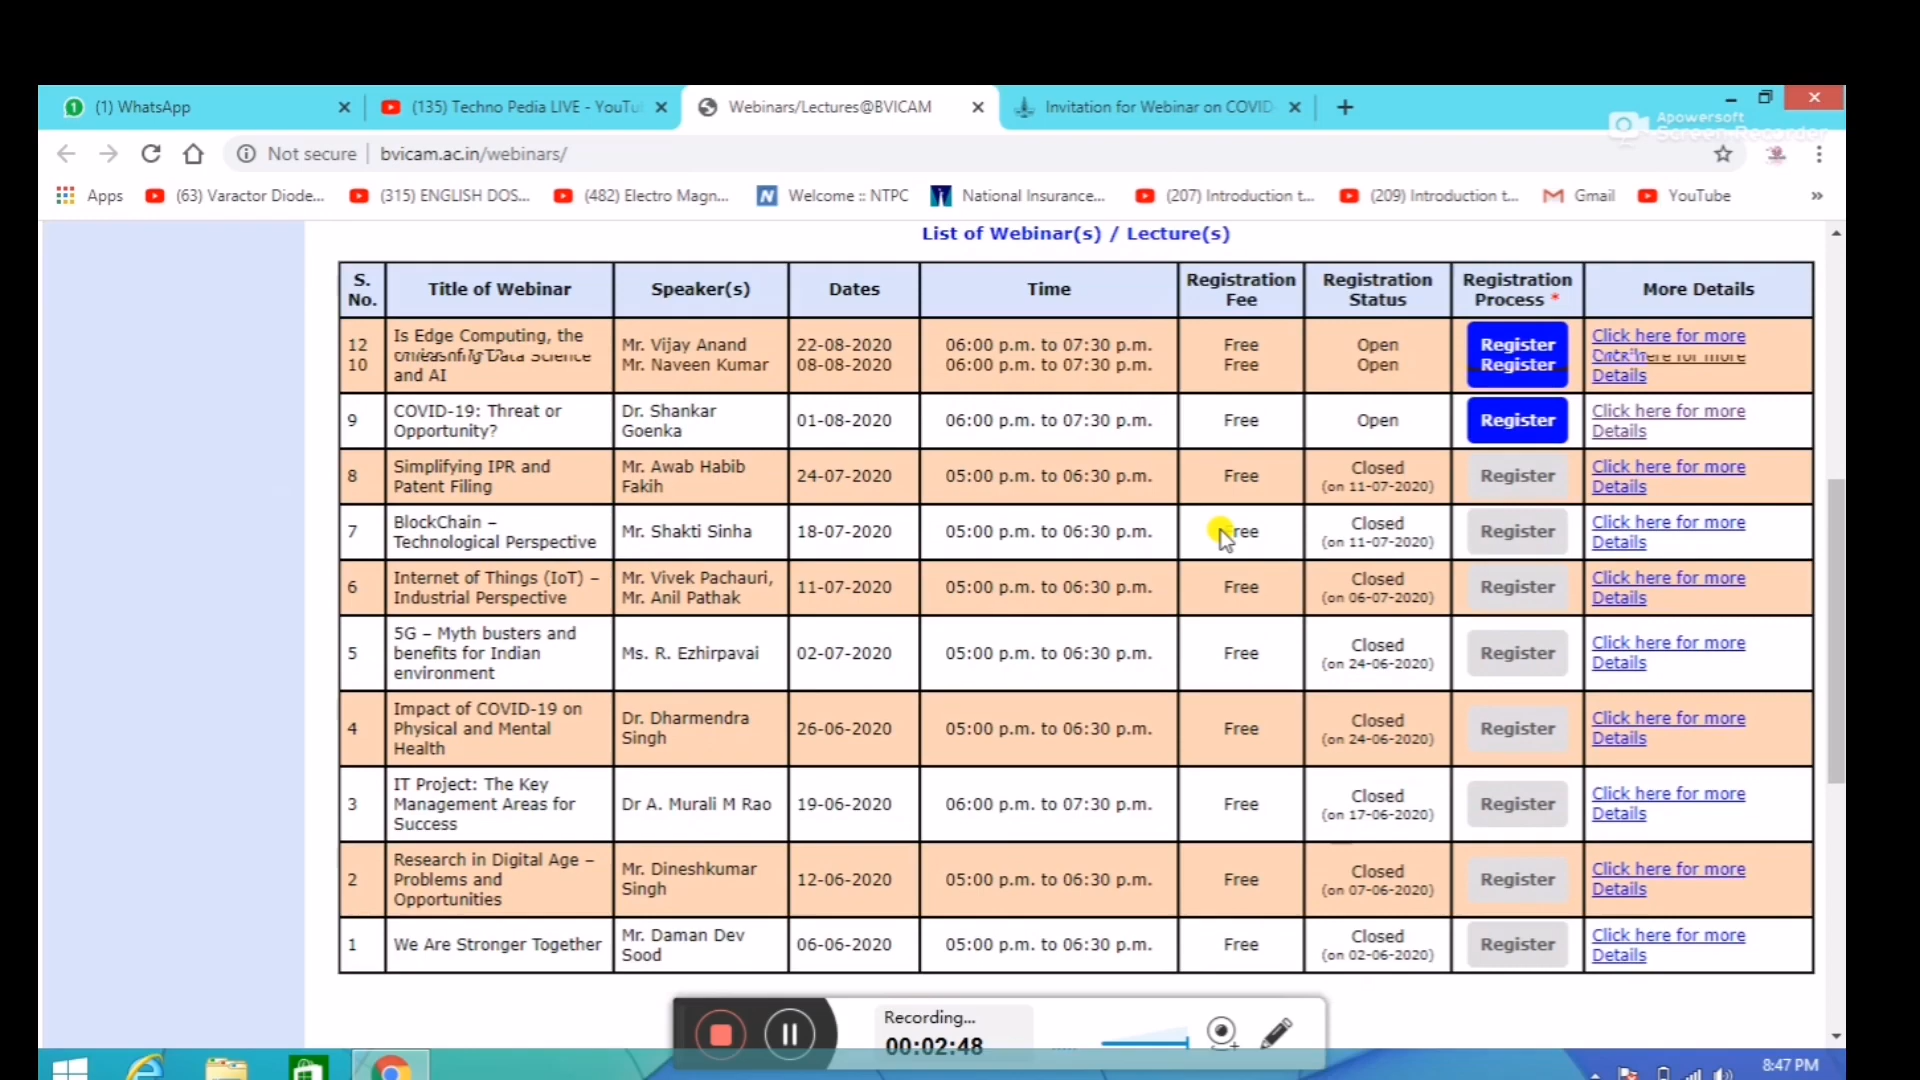 (1) WhatsApp
(135) Techno Pedia LIVE - YouTu
Webinars/Lectures@BVICAM
Invitation for Webinar on COVID-
Apowersoft
Screen Recorder
Not secure | bvicam.ac.in/webinars/
Apps
(63) Varactor Diode...
(315) ENGLISH DOS...
(482) Electro Magn...
Welcome :: NTPC
National Insurance...
(207) Introduction t...
(209) Introduction t...
Gmail
YouTube
»
List of Webinar(s) / Lecture(s)
S. No.
Title of Webinar
Speaker(s)
Dates
Time
Registration Fee
Registration Status
Registration Process *
More Details
12
10
Is Edge Computing, the
Data Science
and AI
Mr. Vijay Anand
Mr. Naveen Kumar
22-08-2020
08-08-2020
06:00 p.m. to 07:30 p.m.
06:00 p.m. to 07:30 p.m.
Free
Free
Open
Open
Register
Register
Click here for more
here for more
Details
9
COVID-19: Threat or
Opportunity?
Dr. Shankar
Goenka
01-08-2020
06:00 p.m. to 07:30 p.m.
Free
Open
Register
Click here for more
Details
8
Simplifying IPR and
Patent Filing
Mr. Awab Habib
Fakih
24-07-2020
05:00 p.m. to 06:30 p.m.
Free
Closed
(on 11-07-2020)
Register
Click here for more
Details
7
BlockChain –
Technological Perspective
Mr. Shakti Sinha
18-07-2020
05:00 p.m. to 06:30 p.m.
Free
Closed
(on 11-07-2020)
Register
Click here for more
Details
6
Internet of Things (IoT) –
Industrial Perspective
Mr. Vivek Pachauri,
Mr. Anil Pathak
11-07-2020
05:00 p.m. to 06:30 p.m.
Free
Closed
(on 06-07-2020)
Register
Click here for more
Details
5
5G – Myth busters and
benefits for Indian
environment
Ms. R. Ezhirpavai
02-07-2020
05:00 p.m. to 06:30 p.m.
Free
Closed
(on 24-06-2020)
Register
Click here for more
Details
4
Impact of COVID-19 on
Physical and Mental
Health
Dr. Dharmendra
Singh
26-06-2020
05:00 p.m. to 06:30 p.m.
Free
Closed
(on 24-06-2020)
Register
Click here for more
Details
3
IT Project: The Key
Management Areas for
Success
Dr A. Murali M Rao
19-06-2020
06:00 p.m. to 07:30 p.m.
Free
Closed
(on 17-06-2020)
Register
Click here for more
Details
2
Research in Digital Age –
Problems and
Opportunities
Mr. Dineshkumar
Singh
12-06-2020
05:00 p.m. to 06:30 p.m.
Free
Closed
(on 07-06-2020)
Register
Click here for more
Details
1
We Are Stronger Together
Mr. Daman Dev
Sood
06-06-2020
05:00 p.m. to 06:30 p.m.
Free
Closed
(on 02-06-2020)
Register
Click here for more
Details
Recording...
00:02:48
8:47 PM